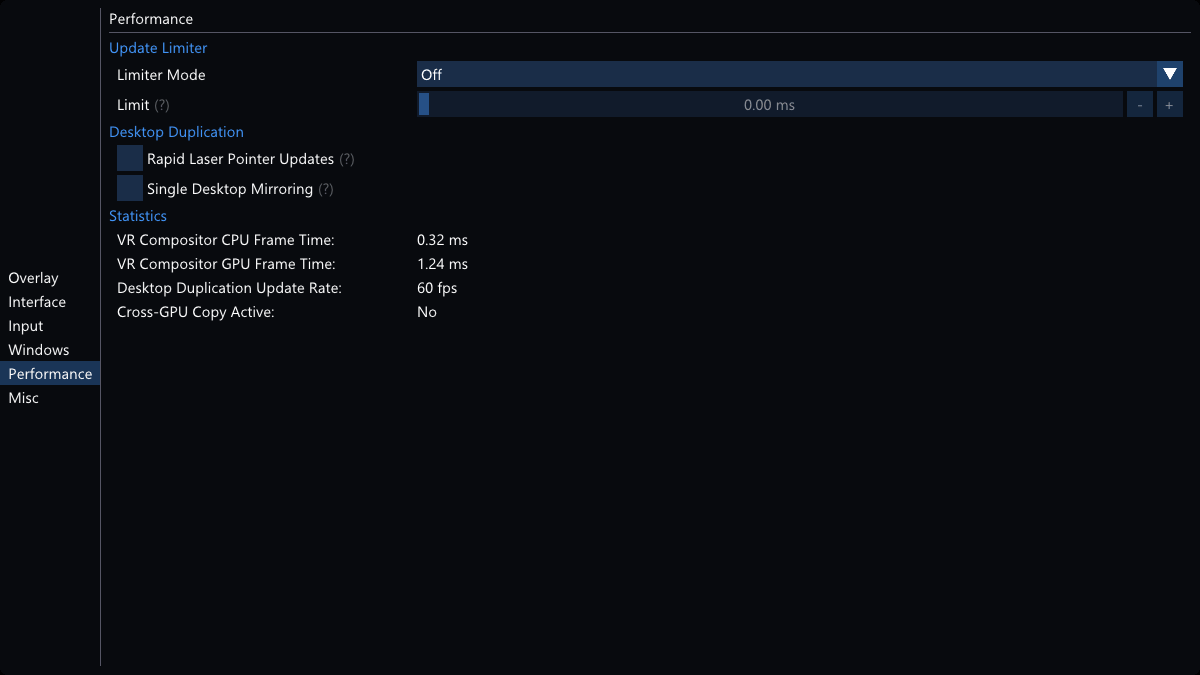 Performance
Update Limiter
Limiter Mode Off
Limit (?) 0.00 ms - +
Desktop Duplication
Rapid Laser Pointer Updates (?)
Single Desktop Mirroring (?)
Statistics
VR Compositor CPU Frame Time: 0.32 ms
VR Compositor GPU Frame Time: 1.24 ms
Desktop Duplication Update Rate: 60 fps
Cross-GPU Copy Active: No
Overlay
Interface
Input
Windows
Performance
Misc